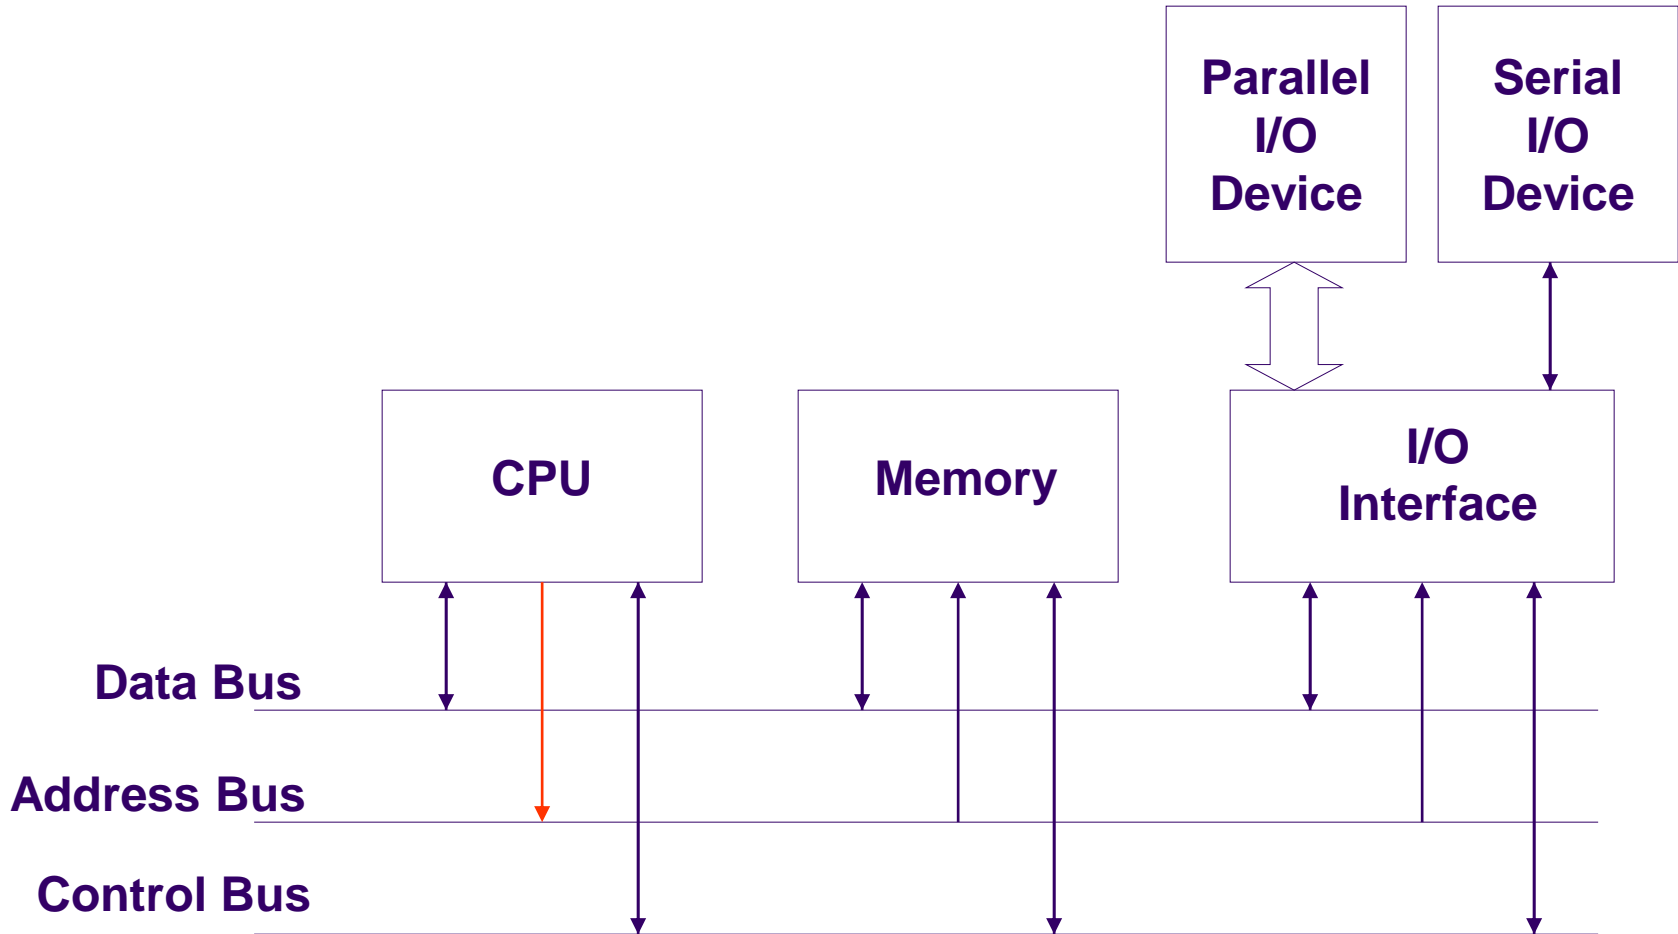 Parallel
I/O
Device
Serial
I/O
Device
CPU
Memory
I/O
Interface
Data Bus
Address Bus
Control Bus